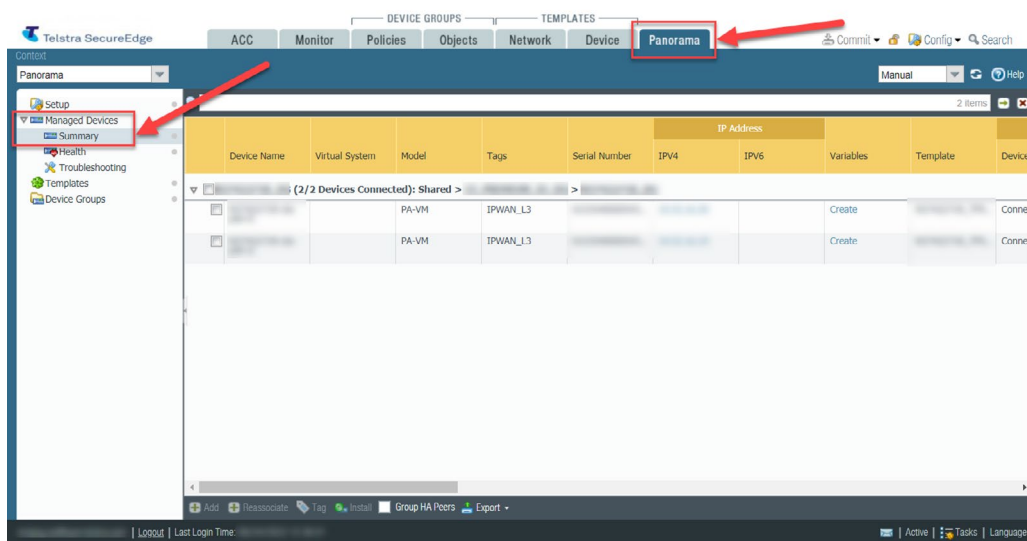 DEVICE GROUPS TEMPLATES
Telstra SecureEdge ACC Monitor Policies Objects Network Device Panorama Commit Config Search
Context
Panorama Manual Help
Setup 2 items
Managed Devices
Summary
Health
Troubleshooting
Templates
Device Groups
IP Address
Device Name Virtual System Model Tags Serial Number IPV4 IPV6 Variables Template Device
(2/2 Devices Connected): Shared > >
PA-VM IPWAN_L3 Create Conne
PA-VM IPWAN_L3 Create Conne
Add Reassociate Tag Install Group HA Peers Export
| Logout | Last Login Time: | Active | Tasks | Language